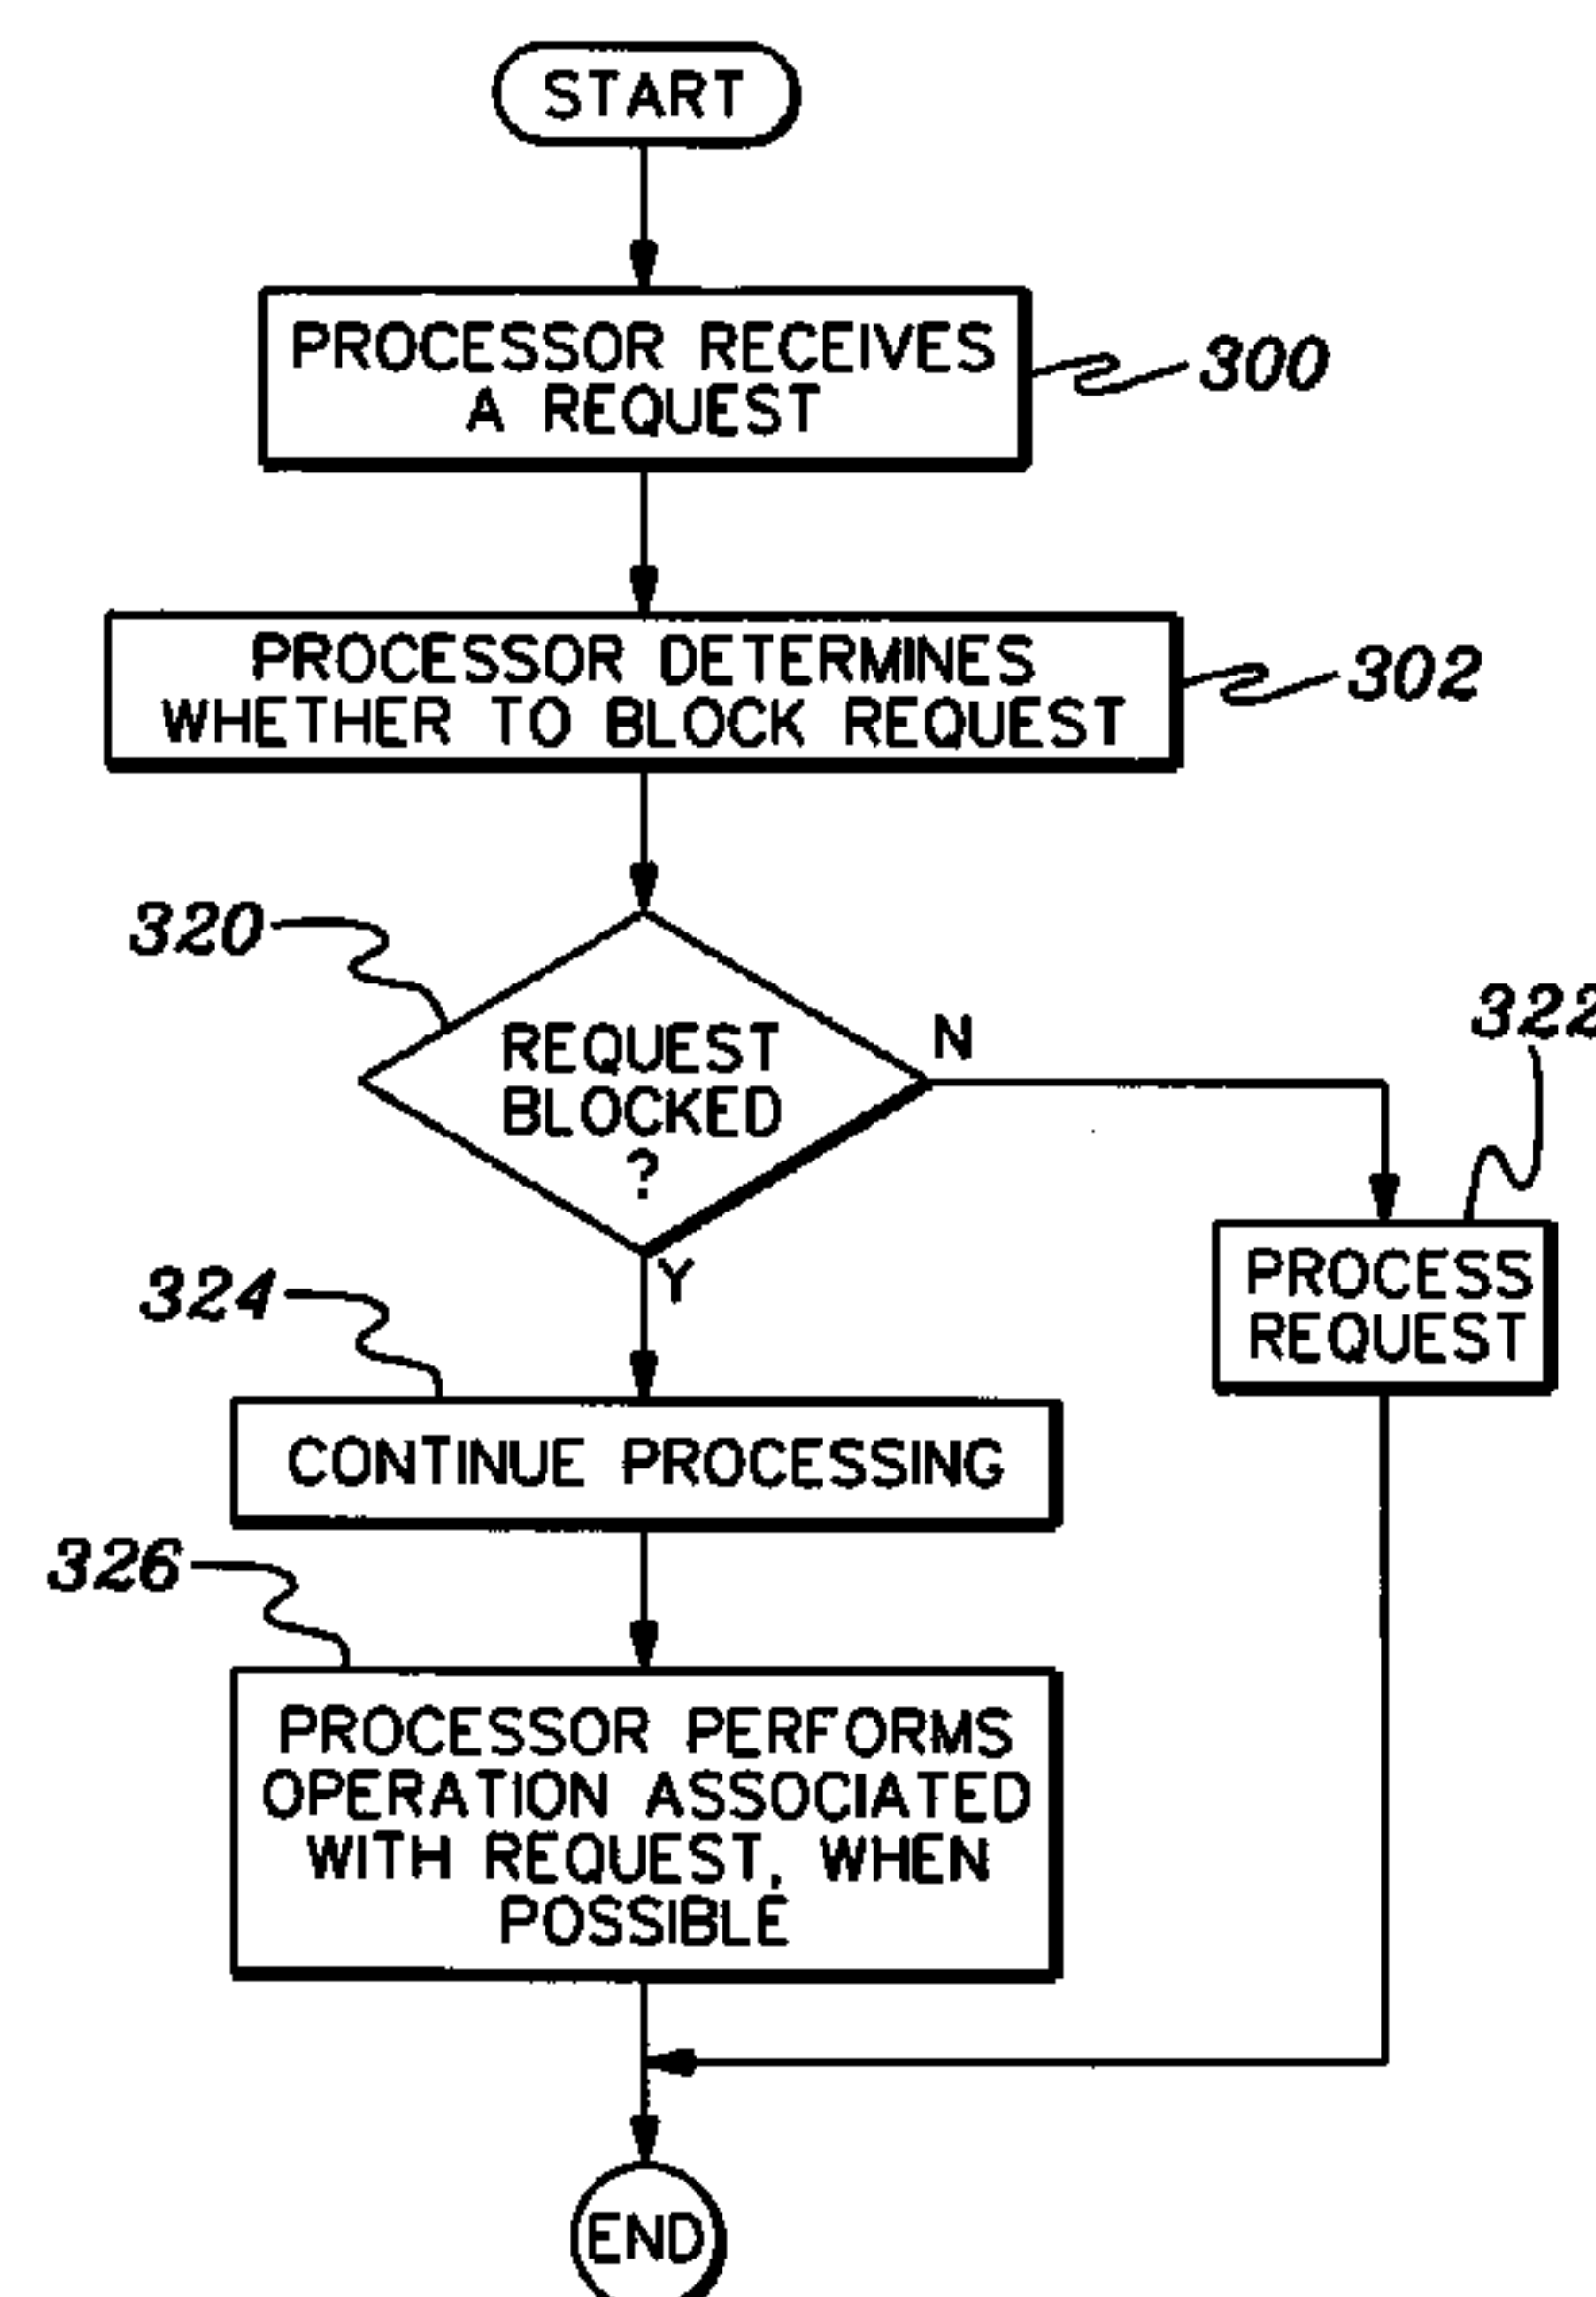 START
PROCESSOR RECEIVES
A REQUEST
300
PROCESSOR DETERMINES
WHETHER TO BLOCK REQUEST
302
320
REQUEST
BLOCKED
?
N
322
Y
PROCESS
REQUEST
324
CONTINUE PROCESSING
326
PROCESSOR PERFORMS
OPERATION ASSOCIATED
WITH REQUEST, WHEN
POSSIBLE
END